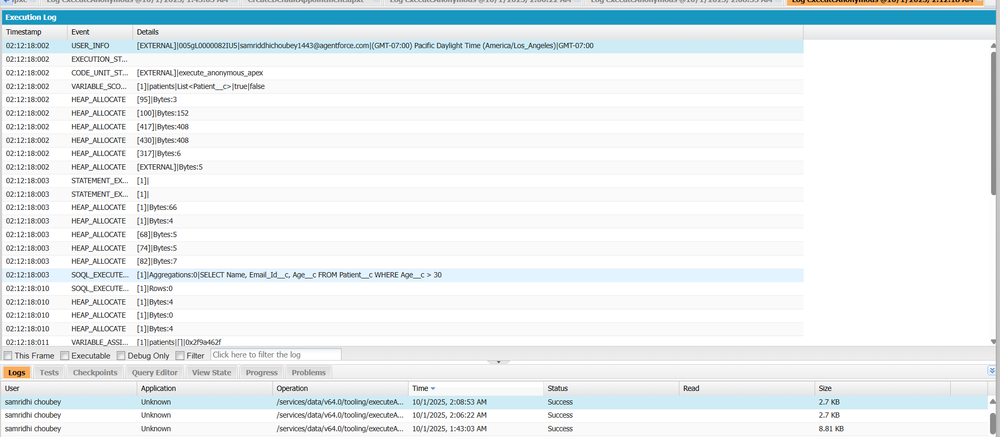 Log ExecuteAnonymous @10/1/2025, 1:43:03 AM CreateDefaultAppointment.apxt Log ExecuteAnonymous @10/1/2025, 2:06:22 AM Log ExecuteAnonymous @10/1/2025, 2:08:53 AM Log ExecuteAnonymous @10/1/2025, 2:12:18 AM
Execution Log
Timestamp Event Details
02:12:18:002 USER_INFO [EXTERNAL]|005gL0000082IU5|samriddhichoubey1443@agentforce.com|(GMT-07:00) Pacific Daylight Time (America/Los_Angeles)|GMT-07:00
02:12:18:002 EXECUTION_ST...
02:12:18:002 CODE_UNIT_ST... [EXTERNAL]|execute_anonymous_apex
02:12:18:002 VARIABLE_SCO... [1]|patients|List<Patient__c>|true|false
02:12:18:002 HEAP_ALLOCATE [95]|Bytes:3
02:12:18:002 HEAP_ALLOCATE [100]|Bytes:152
02:12:18:002 HEAP_ALLOCATE [417]|Bytes:408
02:12:18:002 HEAP_ALLOCATE [430]|Bytes:408
02:12:18:002 HEAP_ALLOCATE [317]|Bytes:6
02:12:18:002 HEAP_ALLOCATE [EXTERNAL]|Bytes:5
02:12:18:003 STATEMENT_EX... [1]|
02:12:18:003 STATEMENT_EX... [1]|
02:12:18:003 HEAP_ALLOCATE [1]|Bytes:66
02:12:18:003 HEAP_ALLOCATE [1]|Bytes:4
02:12:18:003 HEAP_ALLOCATE [68]|Bytes:5
02:12:18:003 HEAP_ALLOCATE [74]|Bytes:5
02:12:18:003 HEAP_ALLOCATE [82]|Bytes:7
02:12:18:003 SOQL_EXECUTE... [1]|Aggregations:0|SELECT Name, Email_Id__c, Age__c FROM Patient__c WHERE Age__c > 30
02:12:18:010 SOQL_EXECUTE... [1]|Rows:0
02:12:18:010 HEAP_ALLOCATE [1]|Bytes:4
02:12:18:010 HEAP_ALLOCATE [1]|Bytes:0
02:12:18:010 HEAP_ALLOCATE [1]|Bytes:4
02:12:18:011 VARIABLE_ASSI... [1]|patients|[]|0x2f9a462f
This Frame Executable Debug Only Filter Click here to filter the log
Logs Tests Checkpoints Query Editor View State Progress Problems
User Application Operation Time Status Read Size
samridhi choubey Unknown /services/data/v64.0/tooling/executeA... 10/1/2025, 2:08:53 AM Success 2.7 KB
samridhi choubey Unknown /services/data/v64.0/tooling/executeA... 10/1/2025, 2:06:22 AM Success 2.7 KB
samridhi choubey Unknown /services/data/v64.0/tooling/executeA... 10/1/2025, 1:43:03 AM Success 8.81 KB